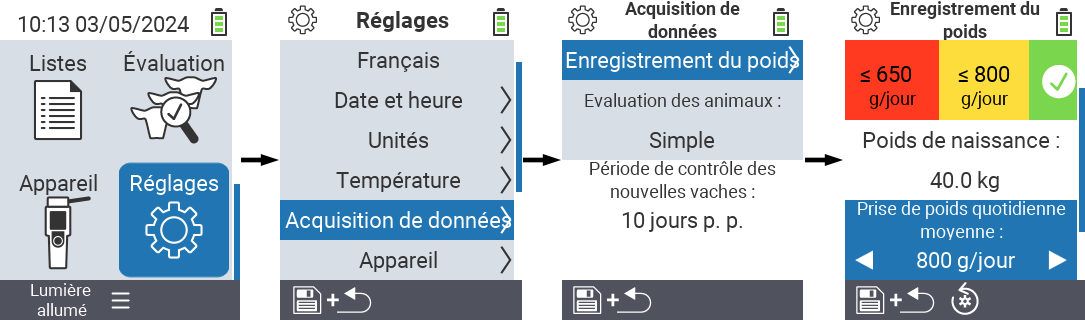 10:13 03/05/2024
Listes
Évaluation
Appareil
Réglages
Lumière
allumé
Réglages
Français
Date et heure
Unités
Température
Acquisition de données
Appareil
+
Acquisition de
données
Enregistrement du poids
Evaluation des animaux :
Simple
Période de contrôle des
nouvelles vaches :
10 jours p. p.
+
Enregistrement du
poids
≤ 650
g/jour
≤ 800
g/jour
Poids de naissance :
40.0 kg
Prise de poids quotidienne
moyenne :
800 g/jour
+